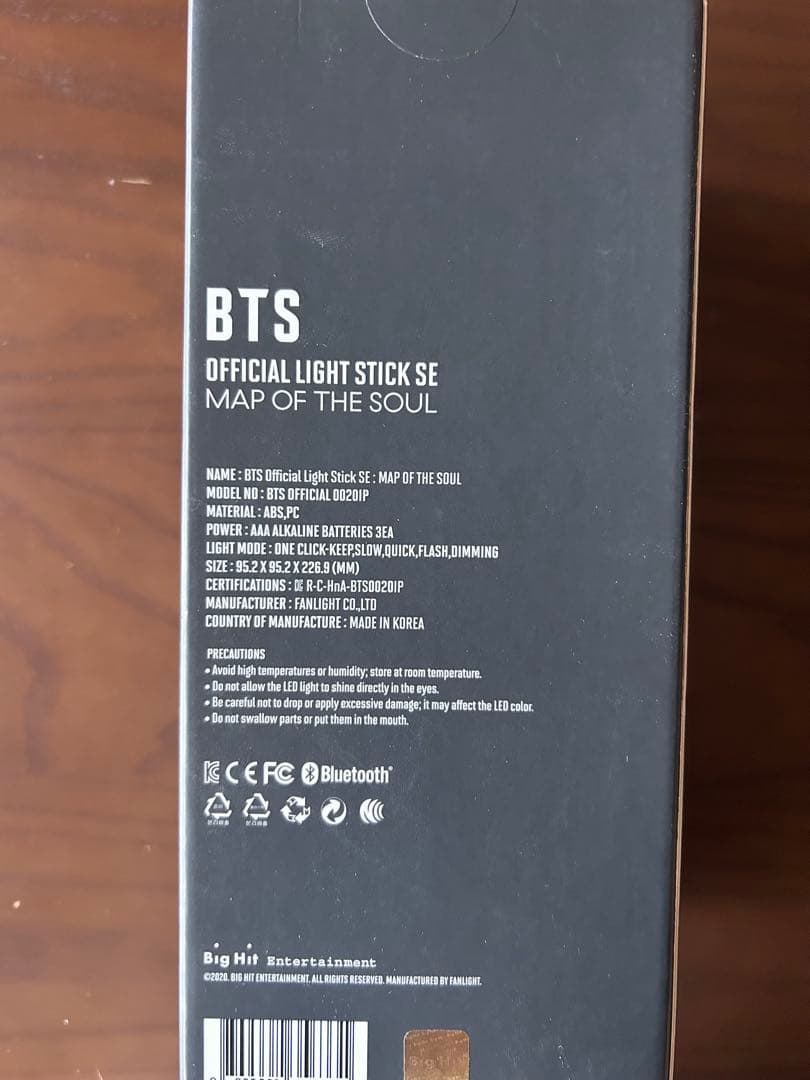 BTS
OFFICIAL LIGHT STICK SE
MAP OF THE SOUL
NAME : BTS Official Light Stick SE : MAP OF THE SOUL
MODEL NO : BTS OFFICIAL 0020IP
MATERIAL : ABS,PC
POWER : AAA ALKALINE BATTERIES 3EA
LIGHT MODE : ONE CLICK-KEEP,SLOW,QUICK,FLASH,DIMMING
SIZE : 95.2 X 95.2 X 226.9 (MM)
CERTIFICATIONS : R-C-HnA-BTS0020IP
MANUFACTURER : FANLIGHT CO.,LTD
COUNTRY OF MANUFACTURE : MADE IN KOREA
PRECAUTIONS
• Avoid high temperatures or humidity; store at room temperature.
• Do not allow the LED light to shine directly in the eyes.
• Be careful not to drop or apply excessive damage; it may affect the LED color.
• Do not swallow parts or put them in the mouth.
CE FC Bluetooth®
Big Hit Entertainment
©2020. BIG HIT ENTERTAINMENT. ALL RIGHTS RESERVED. MANUFACTURED BY FANLIGHT.
Big Hit